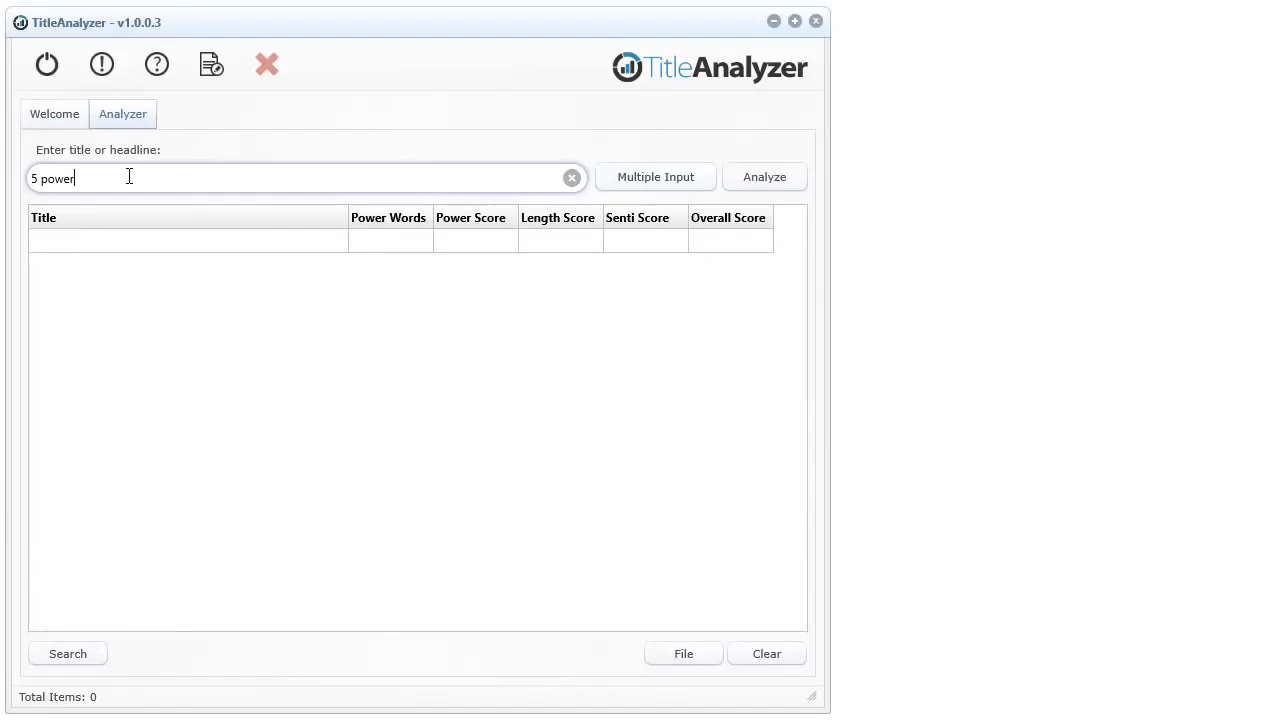 TitleAnalyzer - v1.0.0.3
TitleAnalyzer
Welcome
Analyzer
Enter title or headline:
5 power
Multiple Input
Analyze
Title
Power Words
Power Score
Length Score
Senti Score
Overall Score
Search
File
Clear
Total Items: 0